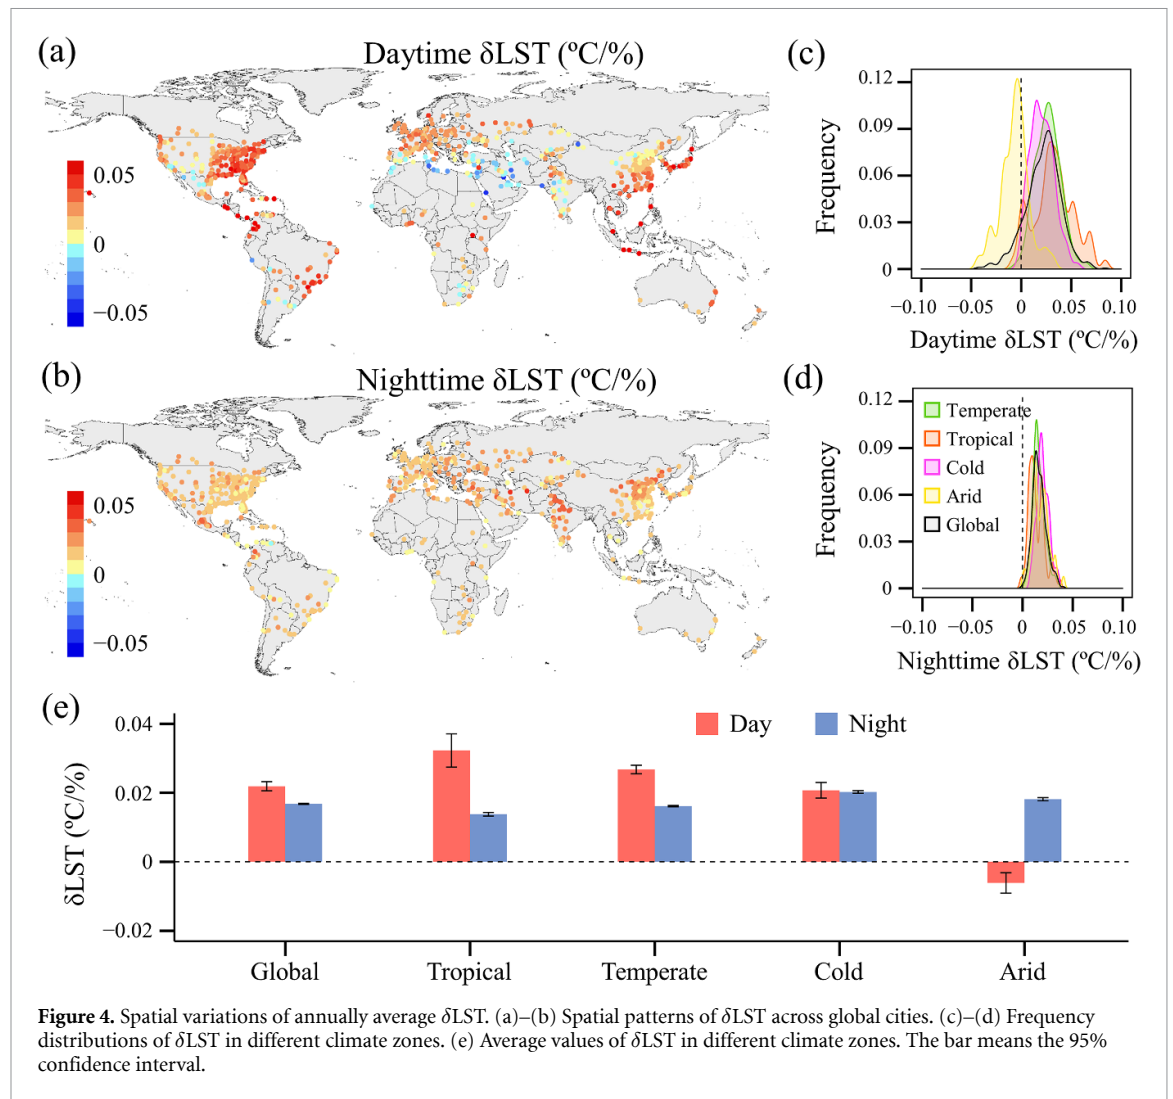 (a)
Daytime δLST (ºC/%)
0.05
0
−0.05
(b)
Nighttime δLST (ºC/%)
0.05
0
−0.05
(c)
Frequency
0.12
0.09
0.06
0.03
0
−0.10 −0.05 0 0.05 0.10
Daytime δLST (ºC/%)
(d)
Frequency
0.12
0.09
0.06
0.03
0
Temperate
Tropical
Cold
Arid
Global
−0.10 −0.05 0 0.05 0.10
Nighttime δLST (ºC/%)
(e)
δLST (ºC/%)
0.04
0.02
0
−0.02
Day Night
Global Tropical Temperate Cold Arid
Figure 4. Spatial variations of annually average δLST. (a)–(b) Spatial patterns of δLST across global cities. (c)–(d) Frequency
distributions of δLST in different climate zones. (e) Average values of δLST in different climate zones. The bar means the 95%
confidence interval.